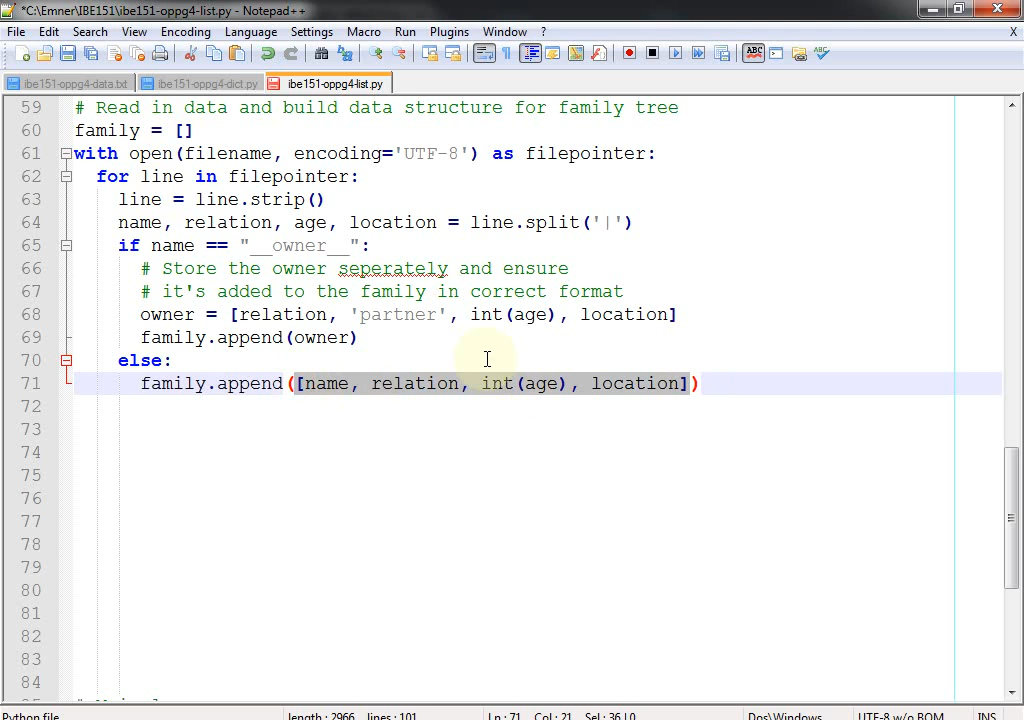 *C:\Emner\IBE151\ibe151-oppg4-list.py - Notepad++
File Edit Search View Encoding Language Settings Macro Run Plugins Window ? X
ibe151-oppg4-data.txt ibe151-oppg4-dict.py ibe151-oppg4-list.py
59 # Read in data and build data structure for family tree
60 family = []
61 with open(filename, encoding='UTF-8') as filepointer:
62 for line in filepointer:
63 line = line.strip()
64 name, relation, age, location = line.split('|')
65 if name == "__owner__":
66 # Store the owner seperately and ensure
67 # it's added to the family in correct format
68 owner = [relation, 'partner', int(age), location]
69 family.append(owner)
70 else:
71 family.append([name, relation, int(age), location])
72
73
74
75
76
77
78
79
80
81
82
83
84
Python file length : 2966 lines : 101 Ln : 71 Col : 21 Sel : 36 | 0 Dos\Windows UTF-8 w/o BOM INS